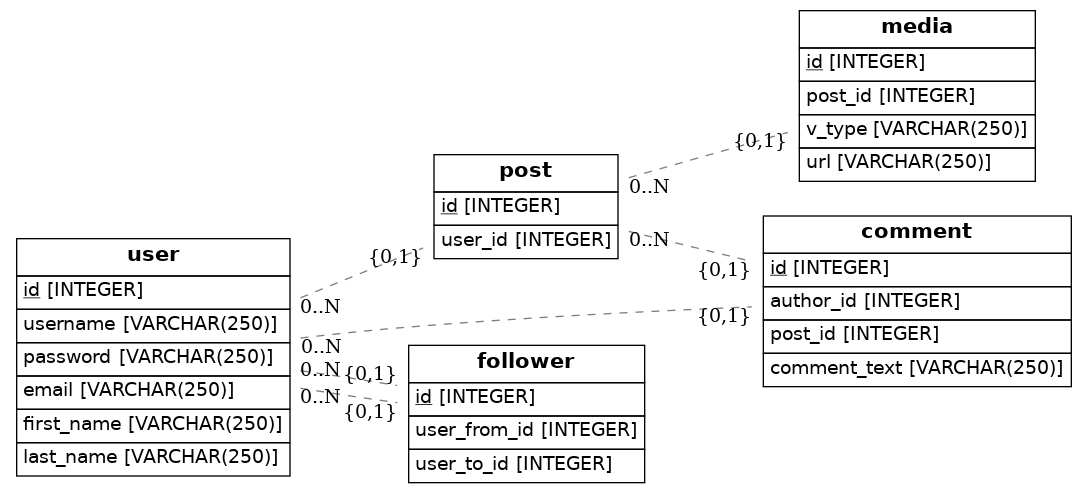 media
id [INTEGER]
post_id [INTEGER]
v_type [VARCHAR(250)]
url [VARCHAR(250)]
{0,1}
0..N
post
id [INTEGER]
user_id [INTEGER]
0..N
{0,1}
comment
id [INTEGER]
author_id [INTEGER]
post_id [INTEGER]
comment_text [VARCHAR(250)]
{0,1}
0..N
user
id [INTEGER]
username [VARCHAR(250)]
password [VARCHAR(250)]
email [VARCHAR(250)]
first_name [VARCHAR(250)]
last_name [VARCHAR(250)]
{0,1}
0..N
0..N {0,1}
0..N {0,1}
follower
id [INTEGER]
user_from_id [INTEGER]
user_to_id [INTEGER]